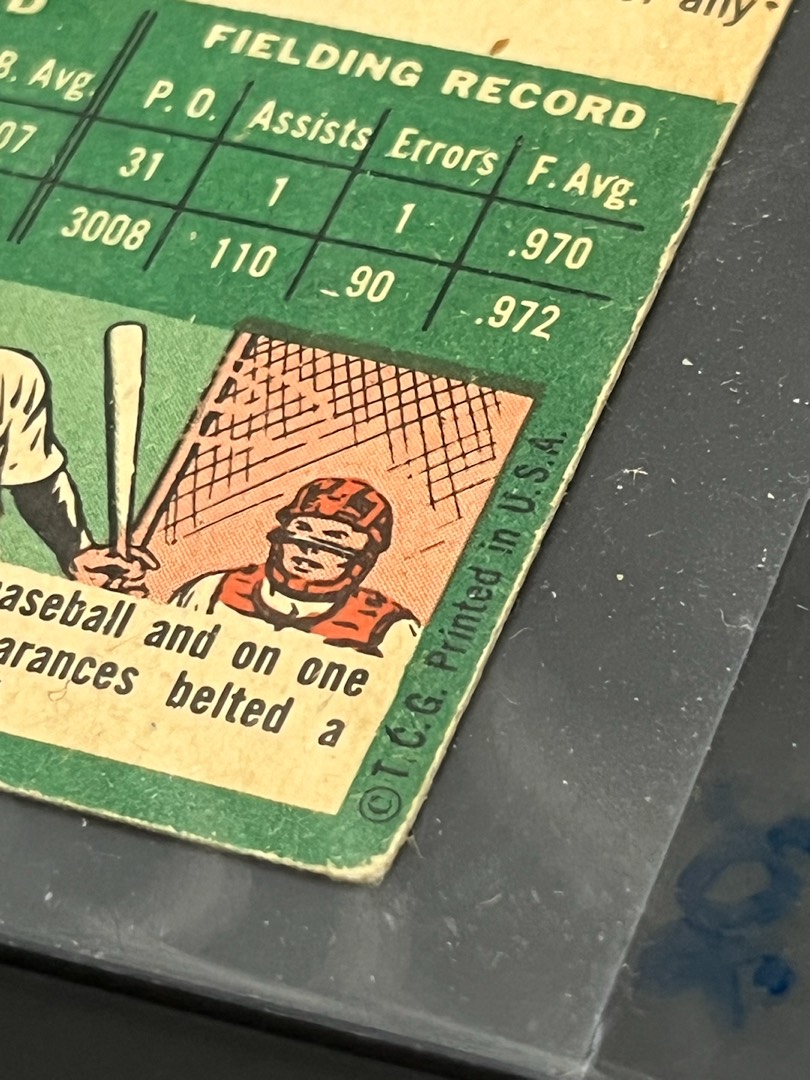 any
FIELDING RECORD
B. Avg. P. O. Assists Errors F. Avg.
07 31 1 1 .970
3008 110 90 .972
aseball and on one
arances belted a
© T.C.G. Printed in U.S.A.